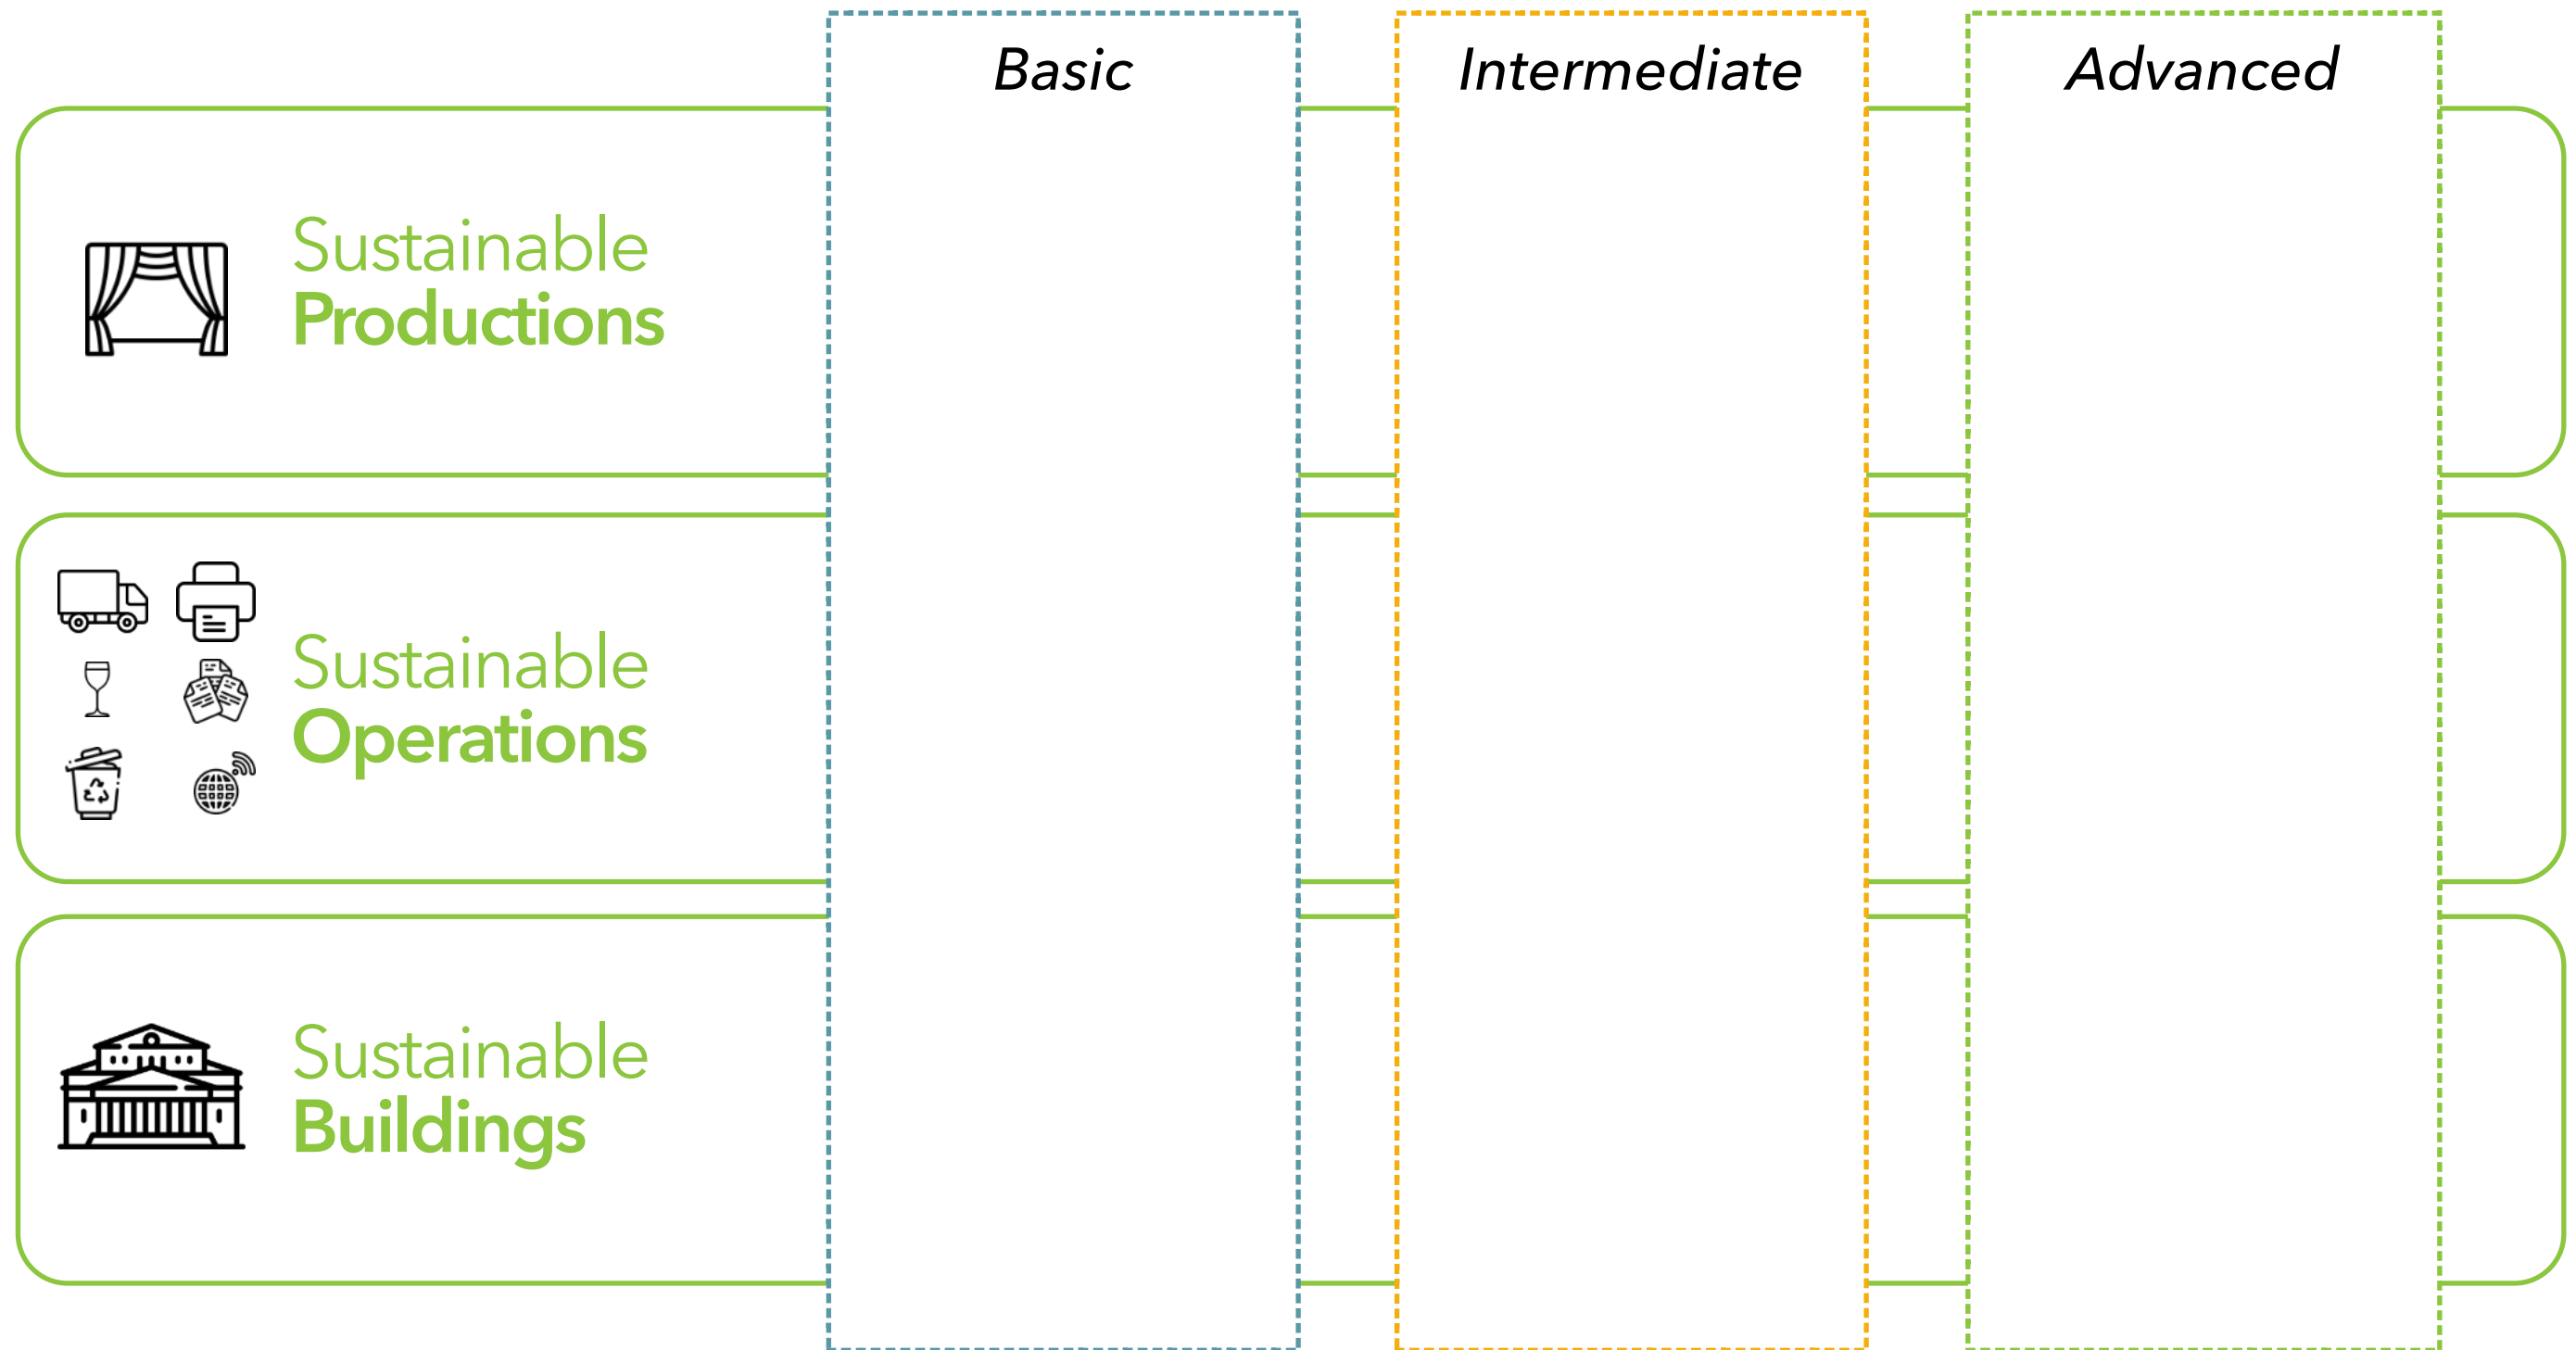 Basic
Intermediate
Advanced
Sustainable
Productions
Sustainable
Operations
Sustainable
Buildings